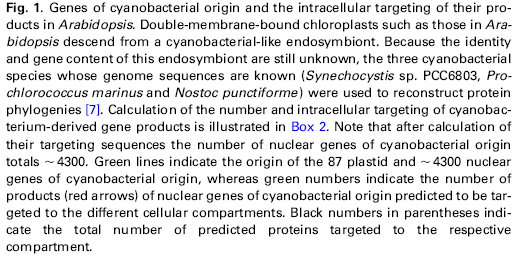 Fig. 1. Genes of cyanobacterial origin and the intracellular targeting of their pro-
ducts in Arabidopsis. Double-membrane-bound chloroplasts such as those in Ara-
bidopsis descend from a cyanobacterial-like endosymbiont. Because the identity
and gene content of this endosymbiont are still unknown, the three cyanobacterial
species whose genome sequences are known (Synechocystis sp. PCC6803, Pro-
chlorococcus marinus and Nostoc punctiforme) were used to reconstruct protein
phylogenies [7]. Calculation of the number and intracellular targeting of cyanobac-
terium-derived gene products is illustrated in Box 2. Note that after calculation of
their targeting sequences the number of nuclear genes of cyanobacterial origin
totals ~4300. Green lines indicate the origin of the 87 plastid and ~4300 nuclear
genes of cyanobacterial origin, whereas green numbers indicate the number of
products (red arrows) of nuclear genes of cyanobacterial origin predicted to be tar-
geted to the different cellular compartments. Black numbers in parentheses indi-
cate the total number of predicted proteins targeted to the respective
compartment.